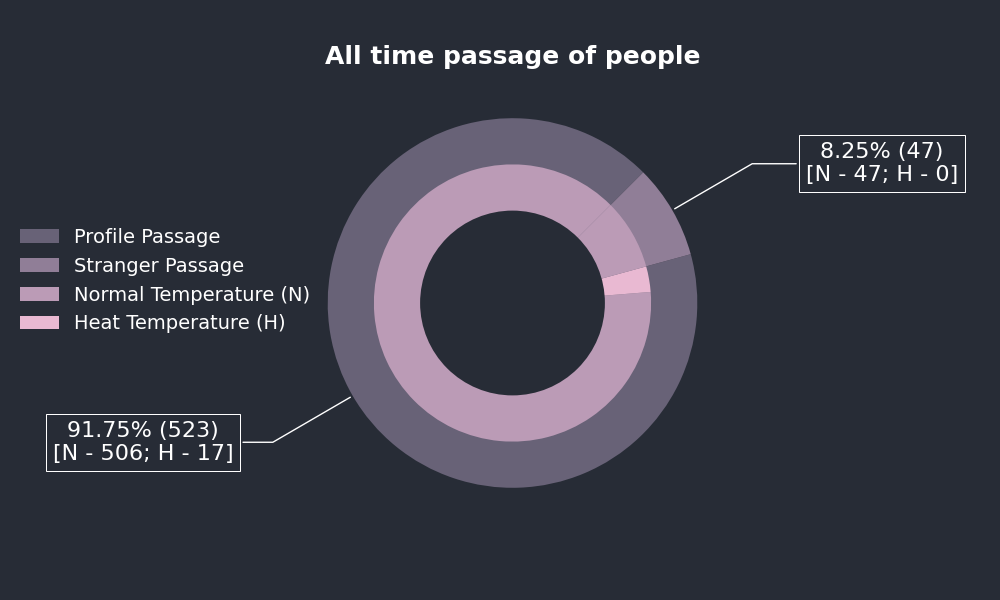 All time passage of people
8.25% (47)
[N - 47; H - 0]
Profile Passage
Stranger Passage
Normal Temperature (N)
Heat Temperature (H)
91.75% (523)
[N - 506; H - 17]